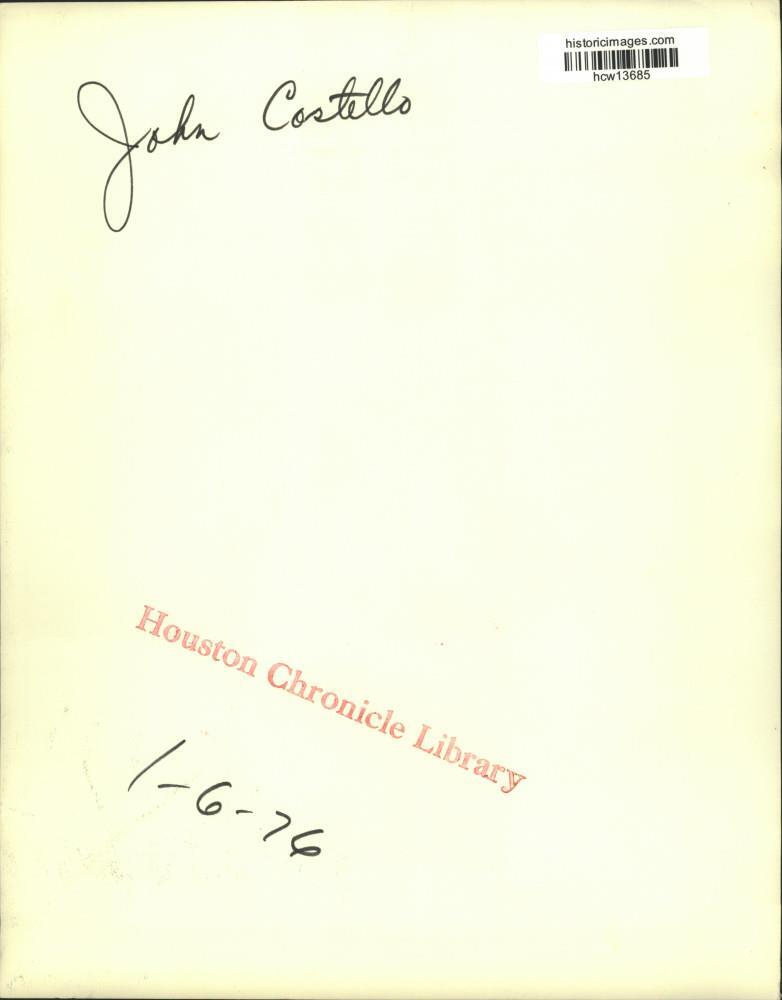 historicimages.com
hcw13685
John Costello
Houston Chronicle Library
1-6-76